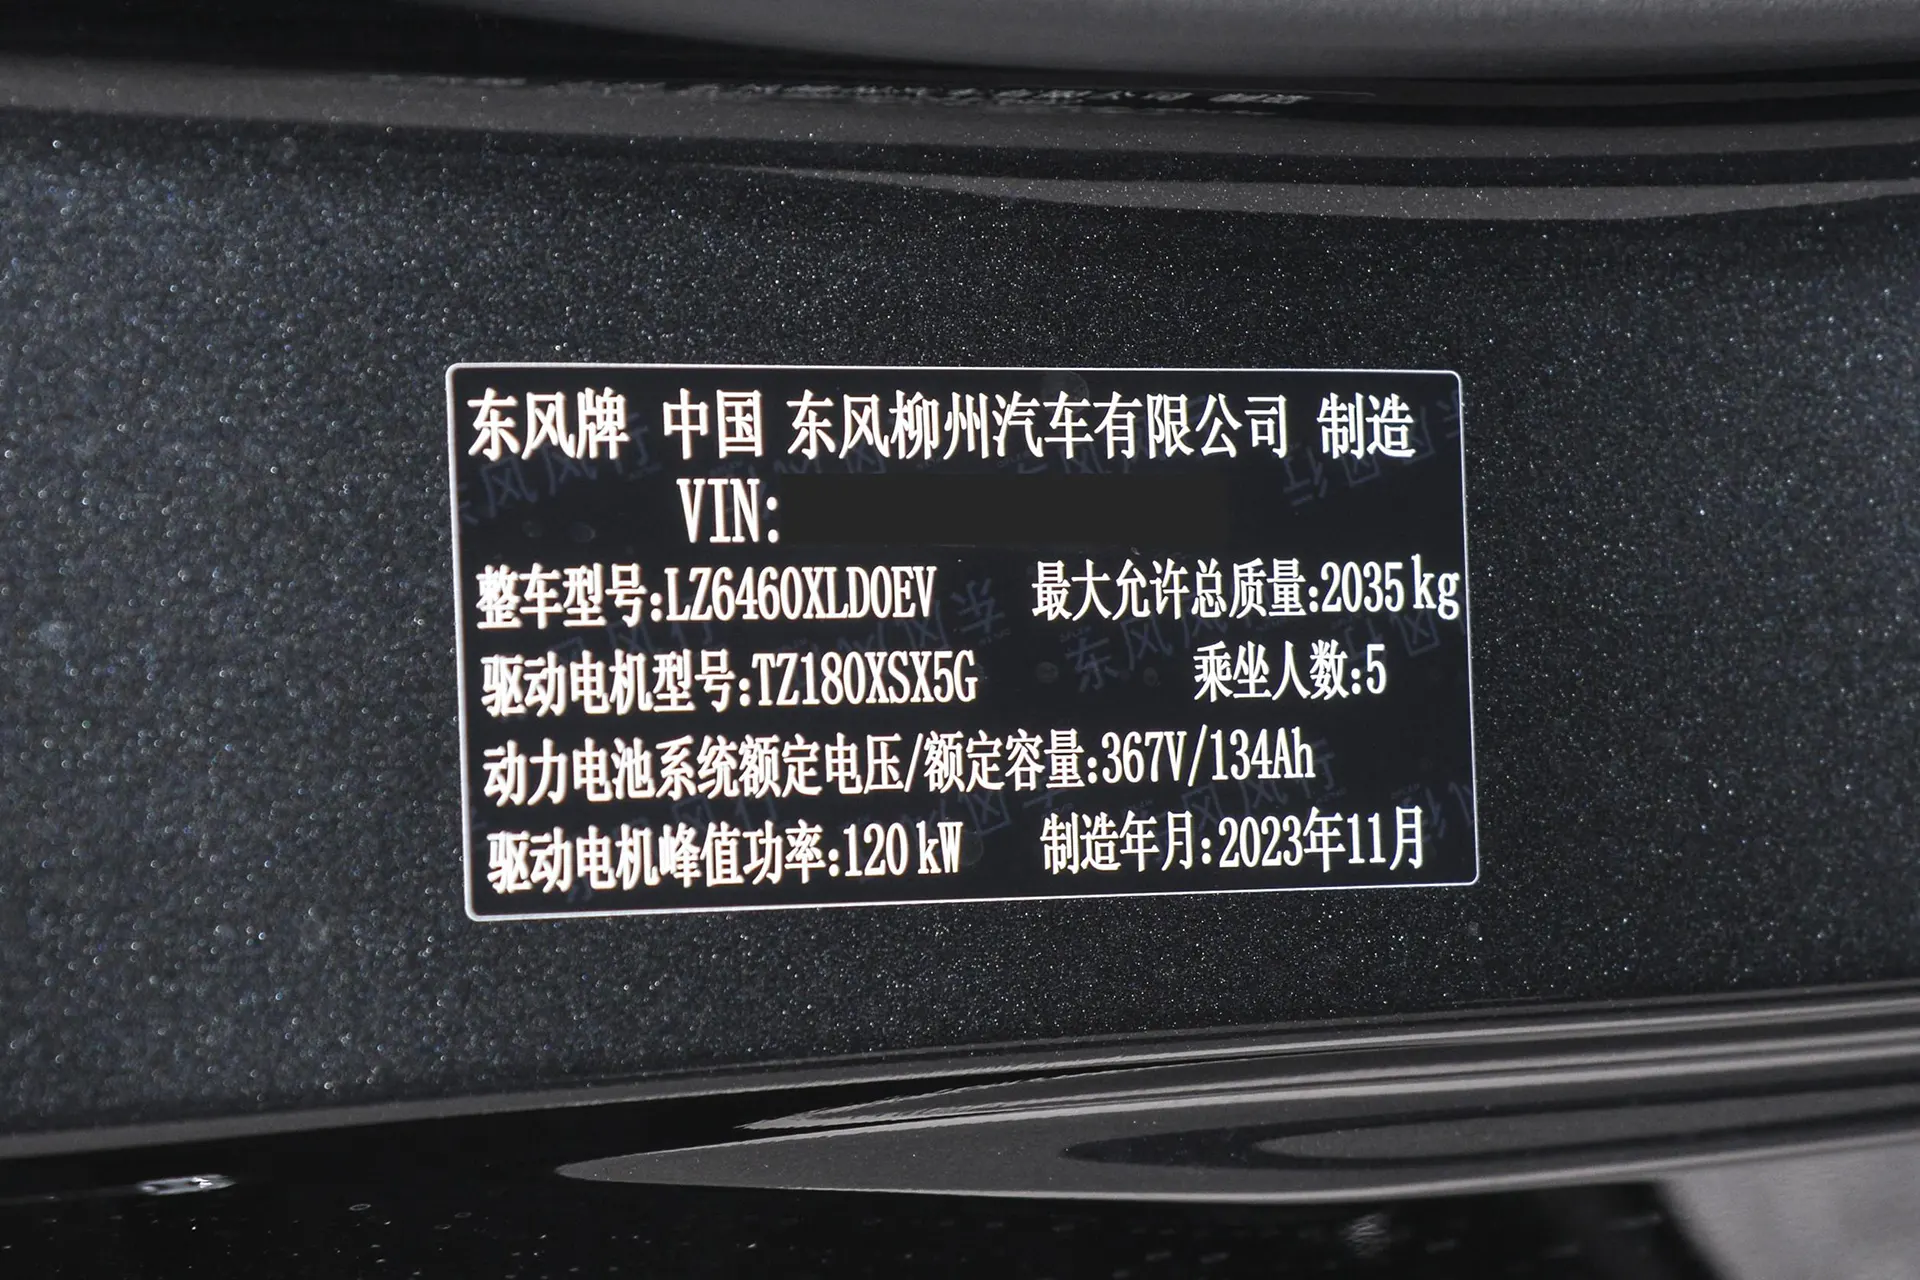 东风牌 中国 东风柳州汽车有限公司 制造
VIN:
整车型号:LZ6460XLD0EV 最大允许总质量:2035kg
驱动电机型号:TZ180XSX5G 乘坐人数:5
动力电池系统额定电压/额定容量:367V/134Ah
驱动电机峰值功率:120kW 制造年月:2023年11月